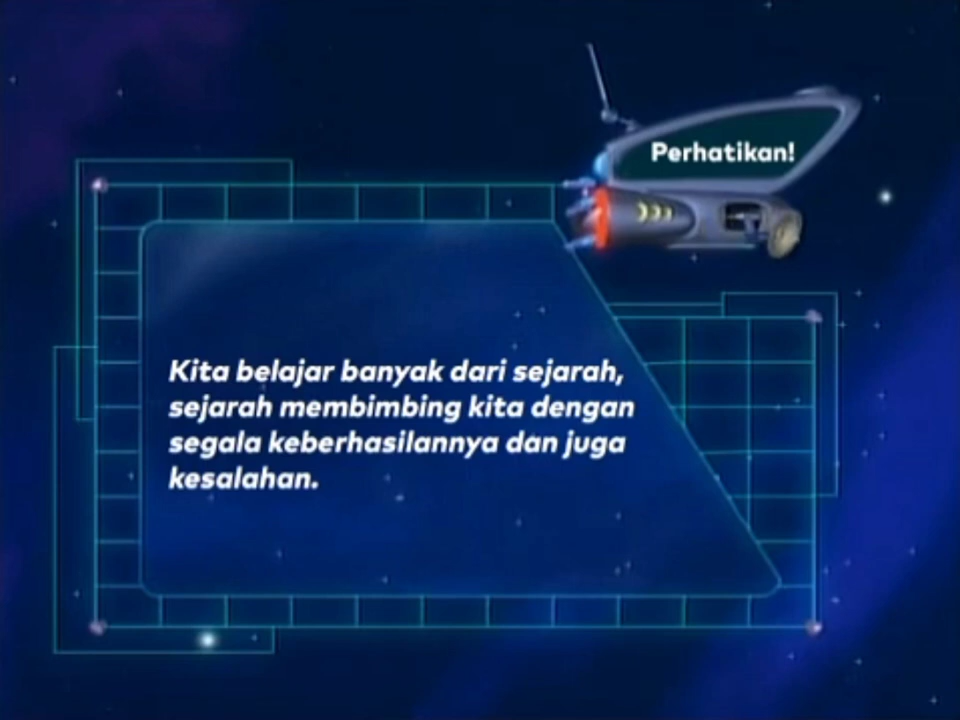 Perhatikan!
Kita belajar banyak dari sejarah,
sejarah membimbing kita dengan
segala keberhasilannya dan juga
kesalahan.